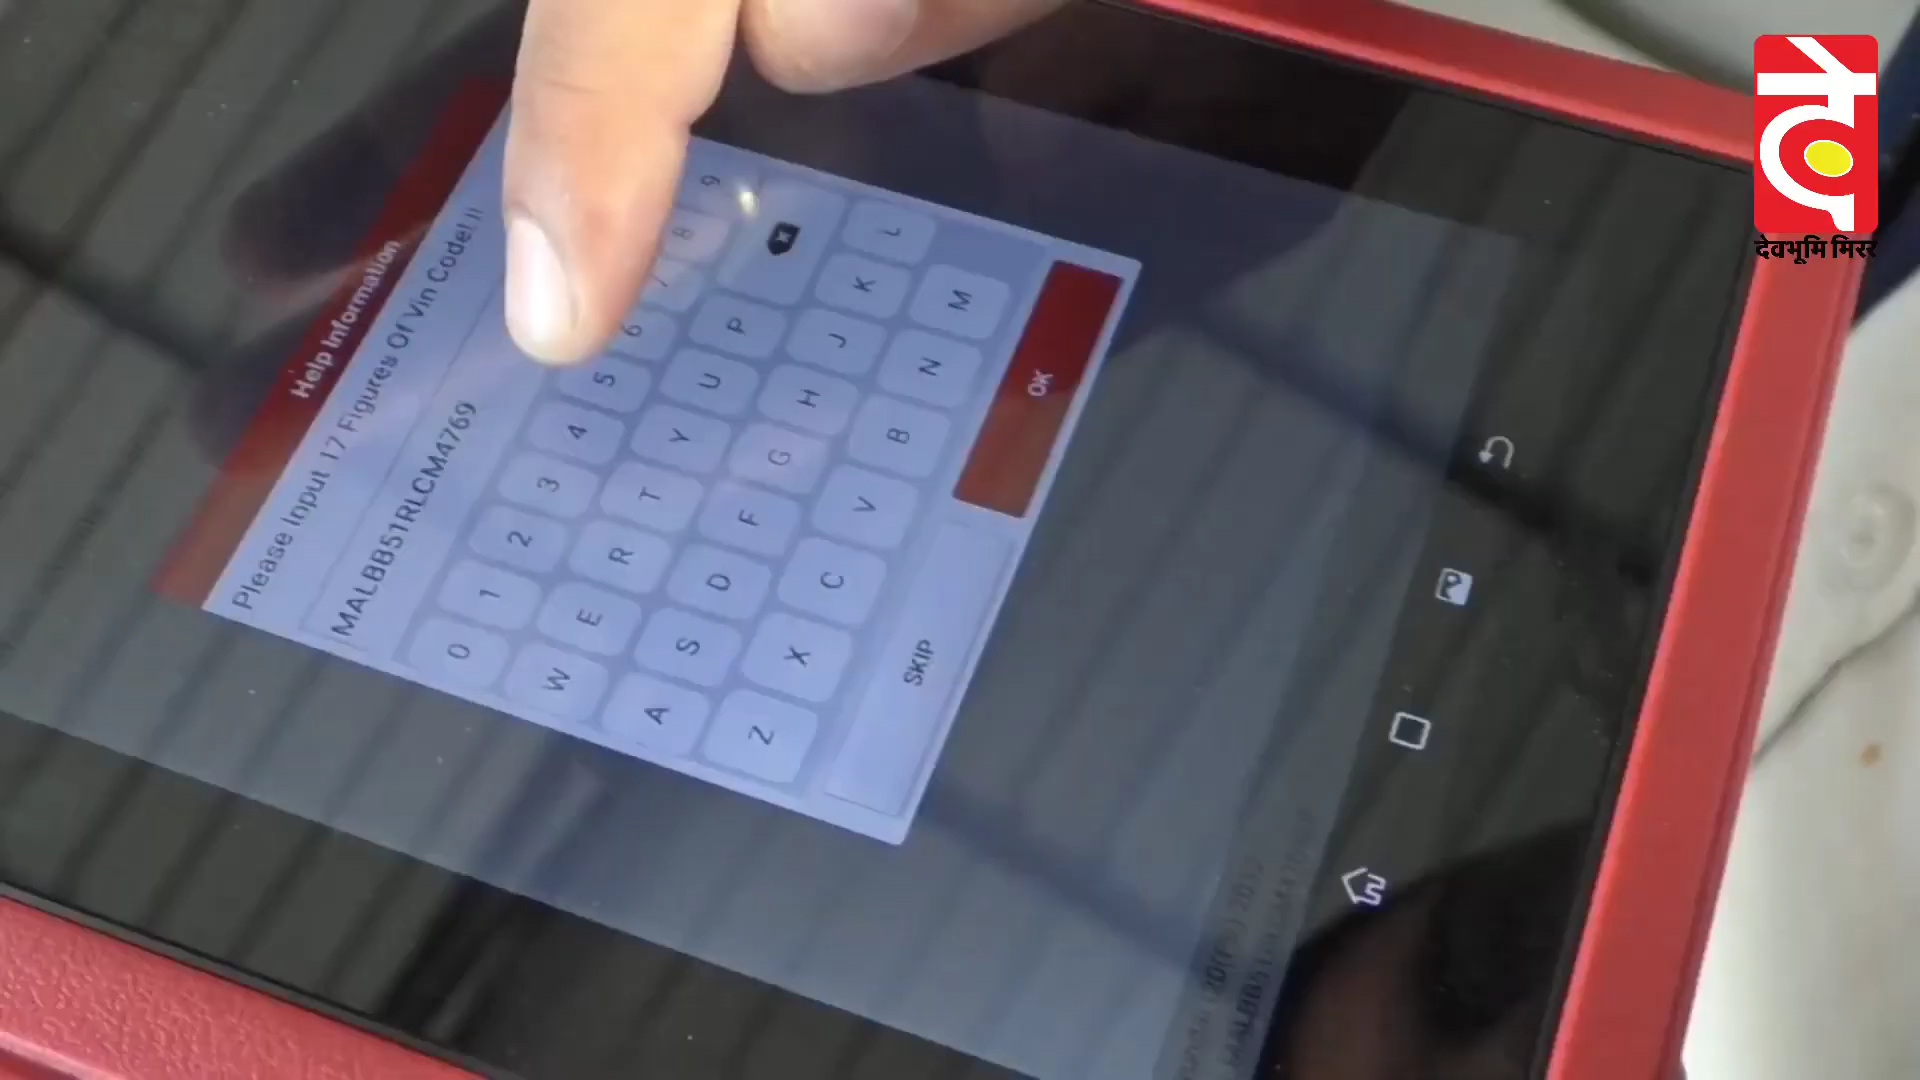 दे
देवभूमि मिरर
Help Information
Please Input 17 Figures Of Vin Code!
MALBB51RLCM4769
0 1 2 3 4 5 6 7 8 9
W E R T Y U P
A S D F G H J K L
Z X C V B N M
SKIP OK